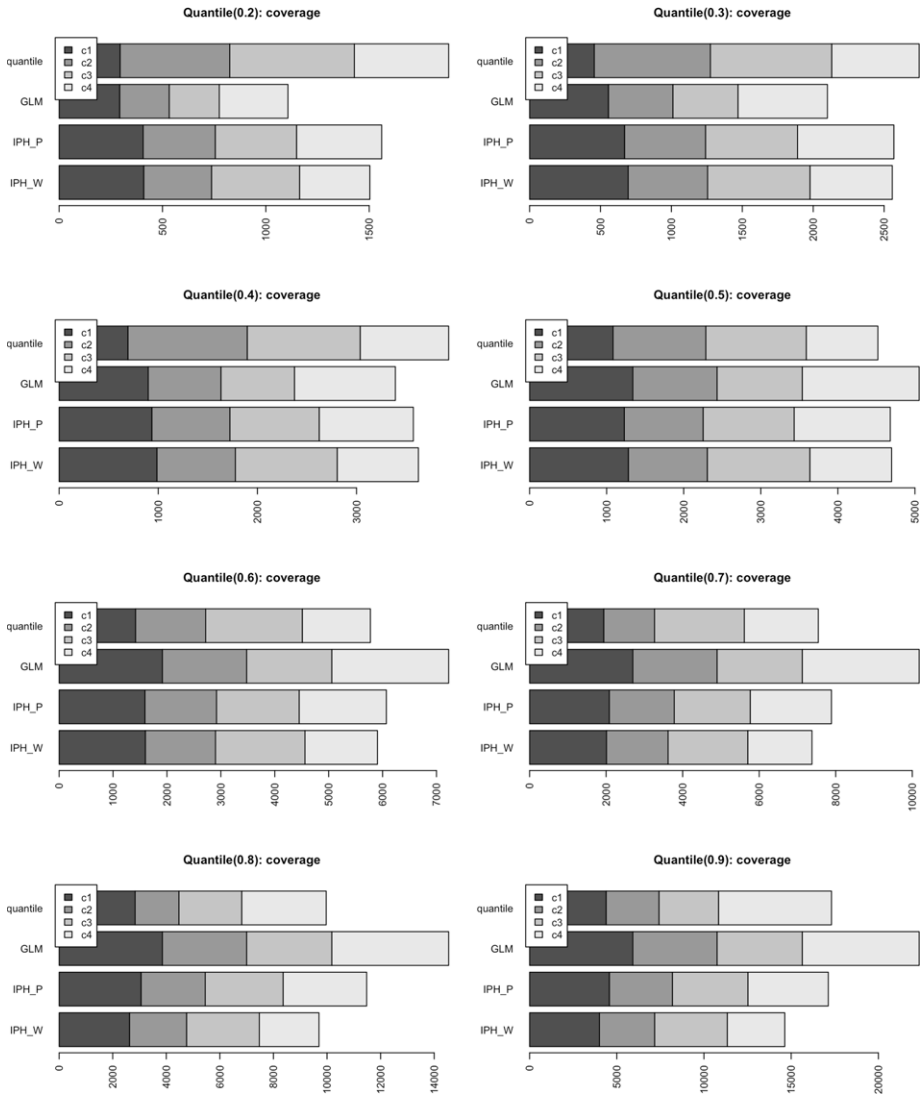 Quantile(0.2): coverage
c1
c2
c3
c4
quantile
GLM
IPH_P
IPH_W
0
500
1000
1500
Quantile(0.3): coverage
c1
c2
c3
c4
quantile
GLM
IPH_P
IPH_W
0
500
1000
1500
2000
2500
Quantile(0.4): coverage
c1
c2
c3
c4
quantile
GLM
IPH_P
IPH_W
0
1000
2000
3000
Quantile(0.5): coverage
c1
c2
c3
c4
quantile
GLM
IPH_P
IPH_W
0
1000
2000
3000
4000
5000
Quantile(0.6): coverage
c1
c2
c3
c4
quantile
GLM
IPH_P
IPH_W
0
1000
2000
3000
4000
5000
6000
7000
Quantile(0.7): coverage
c1
c2
c3
c4
quantile
GLM
IPH_P
IPH_W
0
2000
4000
6000
8000
10000
Quantile(0.8): coverage
c1
c2
c3
c4
quantile
GLM
IPH_P
IPH_W
0
2000
4000
6000
8000
10000
12000
14000
Quantile(0.9): coverage
c1
c2
c3
c4
quantile
GLM
IPH_P
IPH_W
0
5000
10000
15000
20000